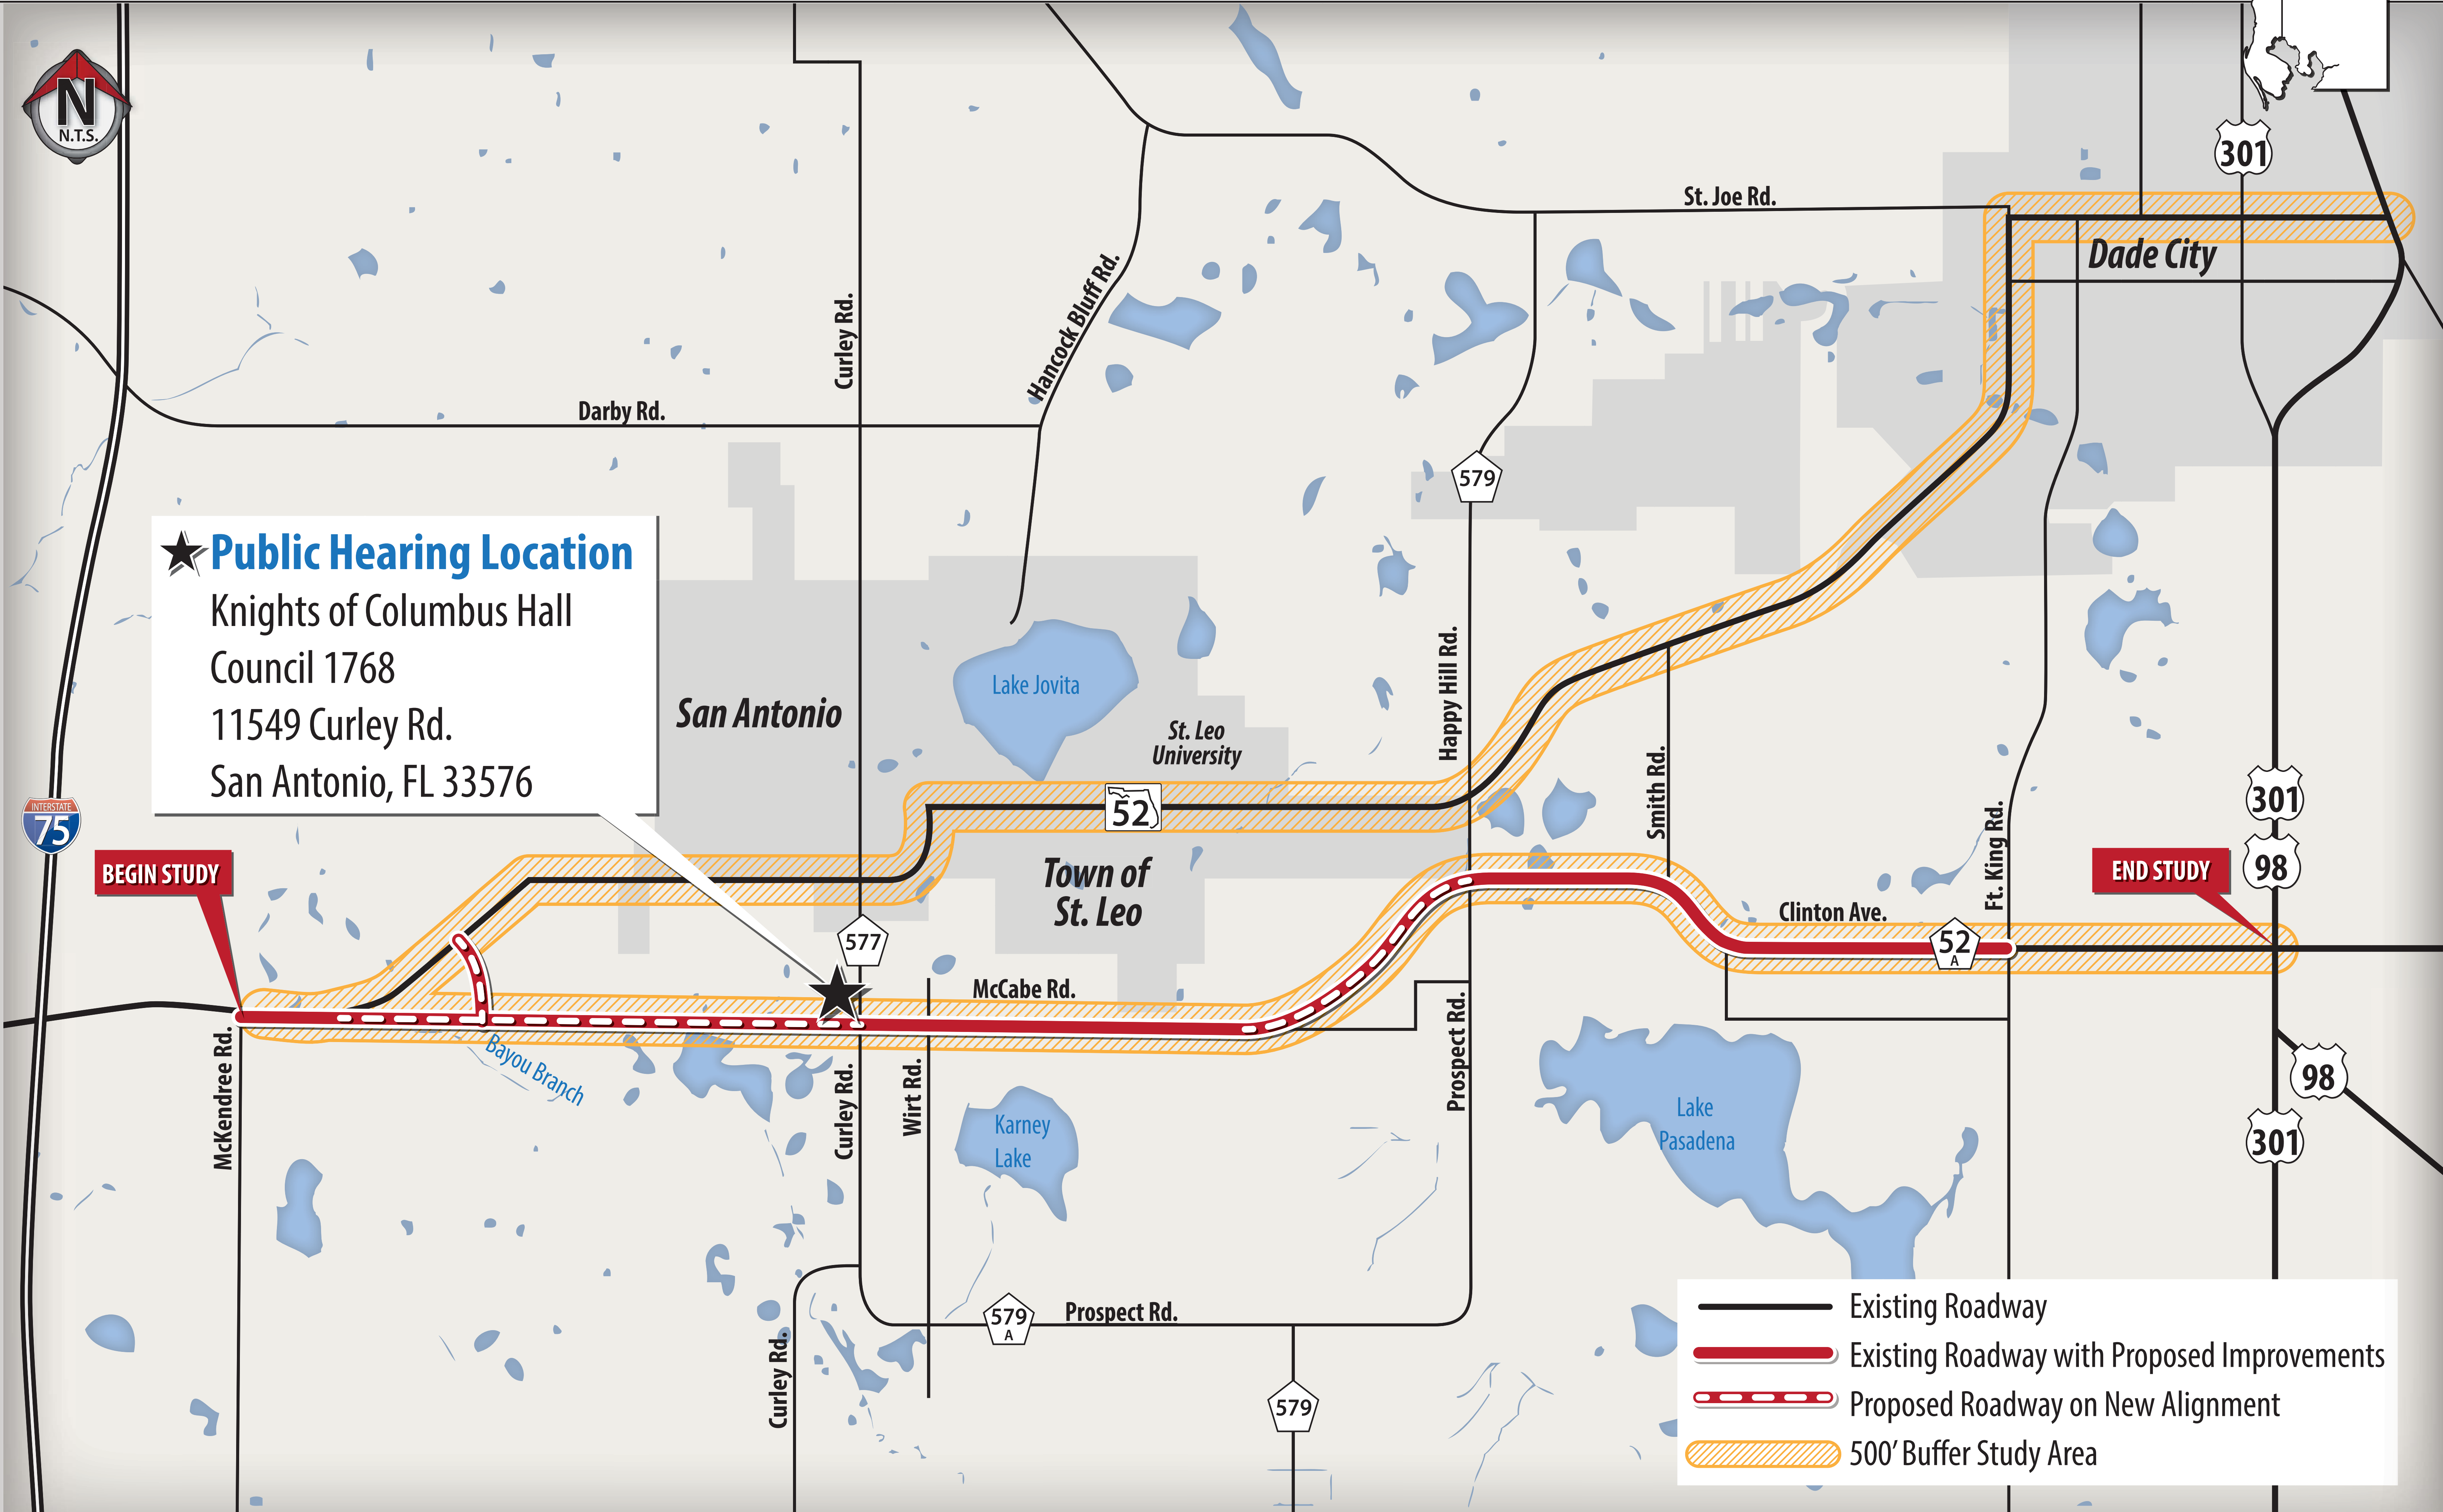 N
N.T.S.
301
St. Joe Rd.
Dade City
Hancock Bluff Rd.
Curley Rd.
Darby Rd.
579
Public Hearing Location
Knights of Columbus Hall
Council 1768
11549 Curley Rd.
San Antonio, FL 33576
San Antonio
Lake Jovita
St. Leo
University
Happy Hill Rd.
52
Smith Rd.
INTERSTATE
75
BEGIN STUDY
Town of
St. Leo
577
McCabe Rd.
Clinton Ave.
52
A
Ft. King Rd.
301
98
END STUDY
McKendree Rd.
Bayou Branch
Curley Rd.
Wirt Rd.
Karney
Lake
Prospect Rd.
Lake
Pasadena
98
301
579
A
Prospect Rd.
Curley Rd.
579
Existing Roadway
Existing Roadway with Proposed Improvements
Proposed Roadway on New Alignment
500' Buffer Study Area